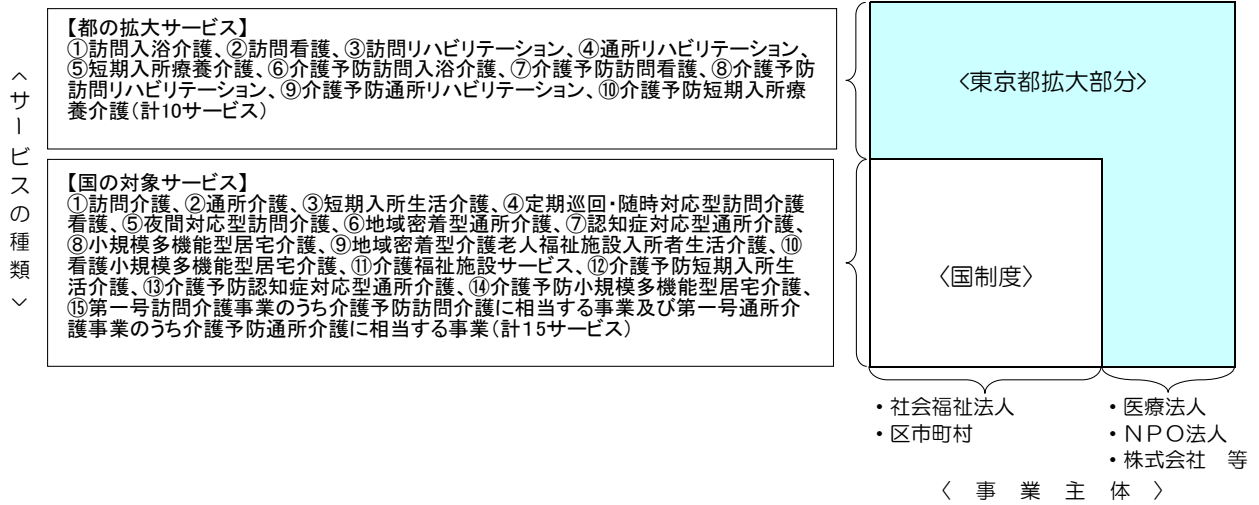 〈サービスの種類〉
【都の拡大サービス】
①訪問入浴介護、②訪問看護、③訪問リハビリテーション、④通所リハビリテーション、
⑤短期入所療養介護、⑥介護予防訪問入浴介護、⑦介護予防訪問看護、⑧介護予防
訪問リハビリテーション、⑨介護予防通所リハビリテーション、⑩介護予防短期入所療
養介護(計10サービス)
【国の対象サービス】
①訪問介護、②通所介護、③短期入所生活介護、④定期巡回・随時対応型訪問介護
看護、⑤夜間対応型訪問介護、⑥地域密着型通所介護、⑦認知症対応型通所介護、
⑧小規模多機能型居宅介護、⑨地域密着型介護老人福祉施設入所者生活介護、⑩
看護小規模多機能型居宅介護、⑪介護福祉施設サービス、⑫介護予防短期入所生
活介護、⑬介護予防認知症対応型通所介護、⑭介護予防小規模多機能型居宅介護、
⑮第一号訪問介護事業のうち介護予防訪問介護に相当する事業及び第一号通所介
護事業のうち介護予防通所介護に相当する事業(計15サービス)
〈東京都拡大部分〉
〈国制度〉
・社会福祉法人
・区市町村
・医療法人
・NPO法人
・株式会社 等
〈 事 業 主 体 〉